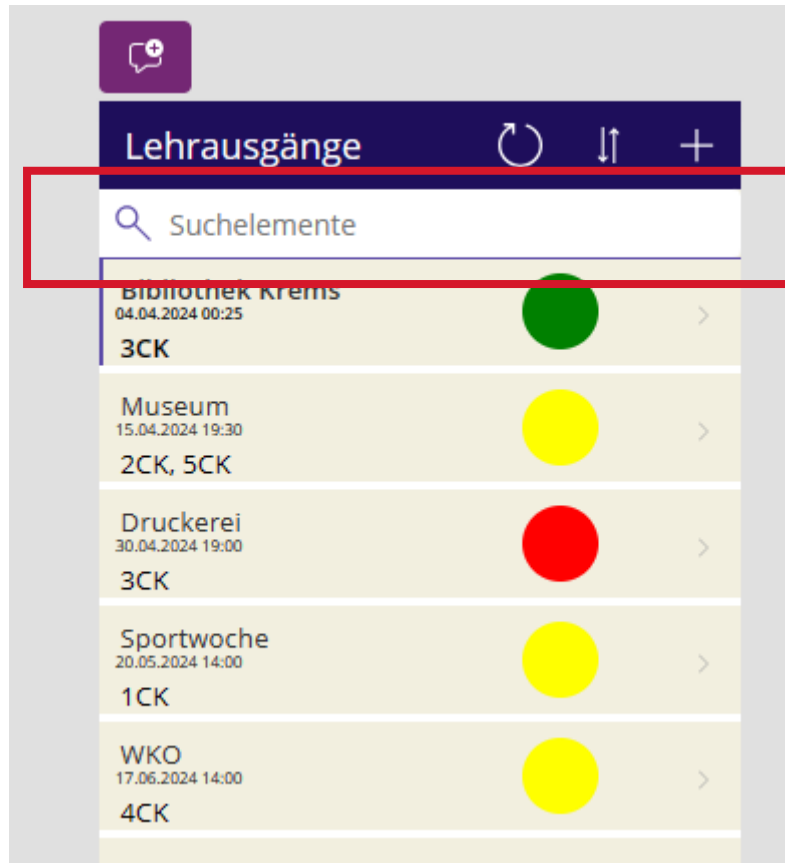 Lehrausgänge
Suchelemente
Bibliothek Krems
04.04.2024 00:25
3CK
Museum
15.04.2024 19:30
2CK, 5CK
Druckerei
30.04.2024 19:00
3CK
Sportwoche
20.05.2024 14:00
1CK
WKO
17.06.2024 14:00
4CK